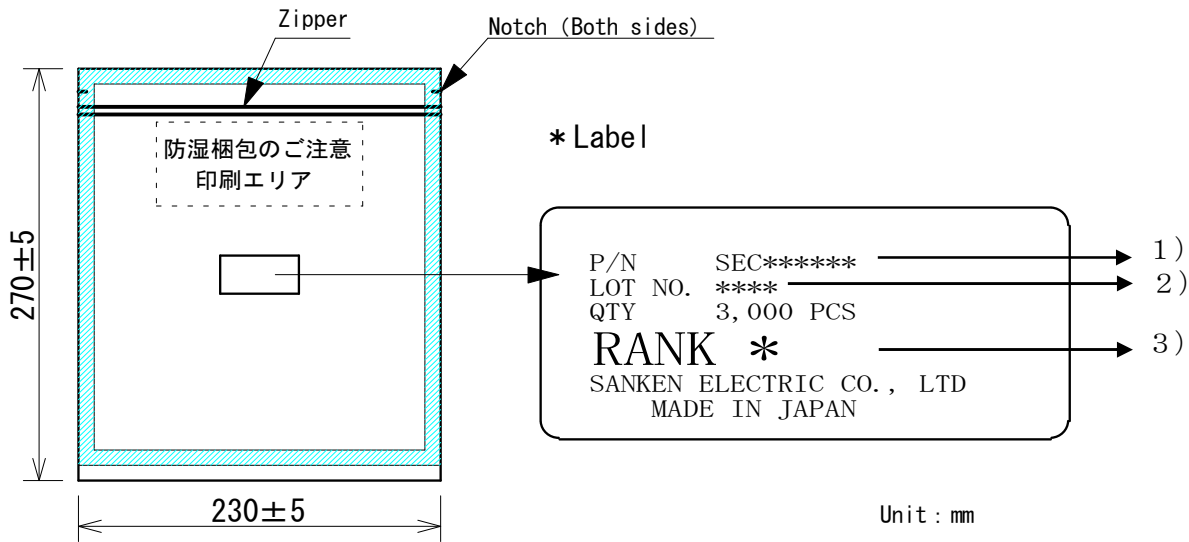 Zipper
Notch (Both sides)
防湿梱包のご注意
印刷エリア
*Label
270±5
230±5
P/N SEC******
LOT NO. ****
QTY 3,000 PCS
RANK *
SANKEN ELECTRIC CO., LTD
MADE IN JAPAN
1)
2)
3)
Unit : mm